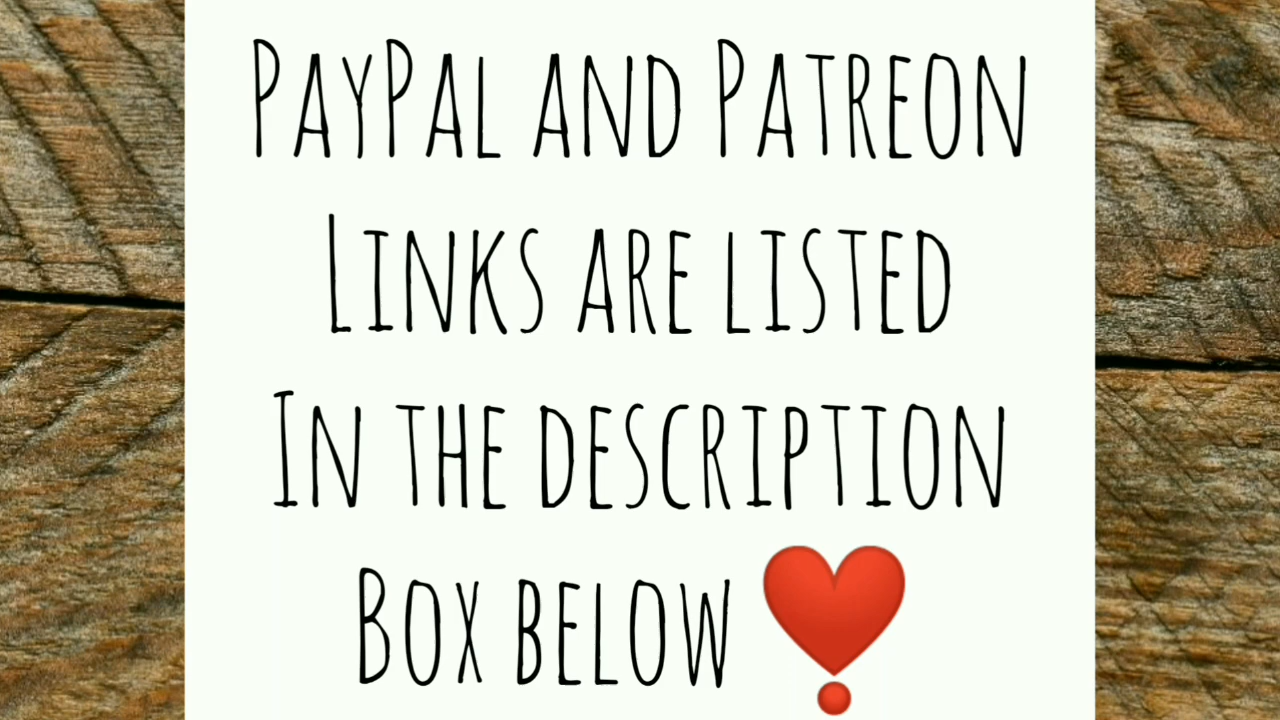 PayPal and Patreon
Links are listed
In the description
Box below ❣